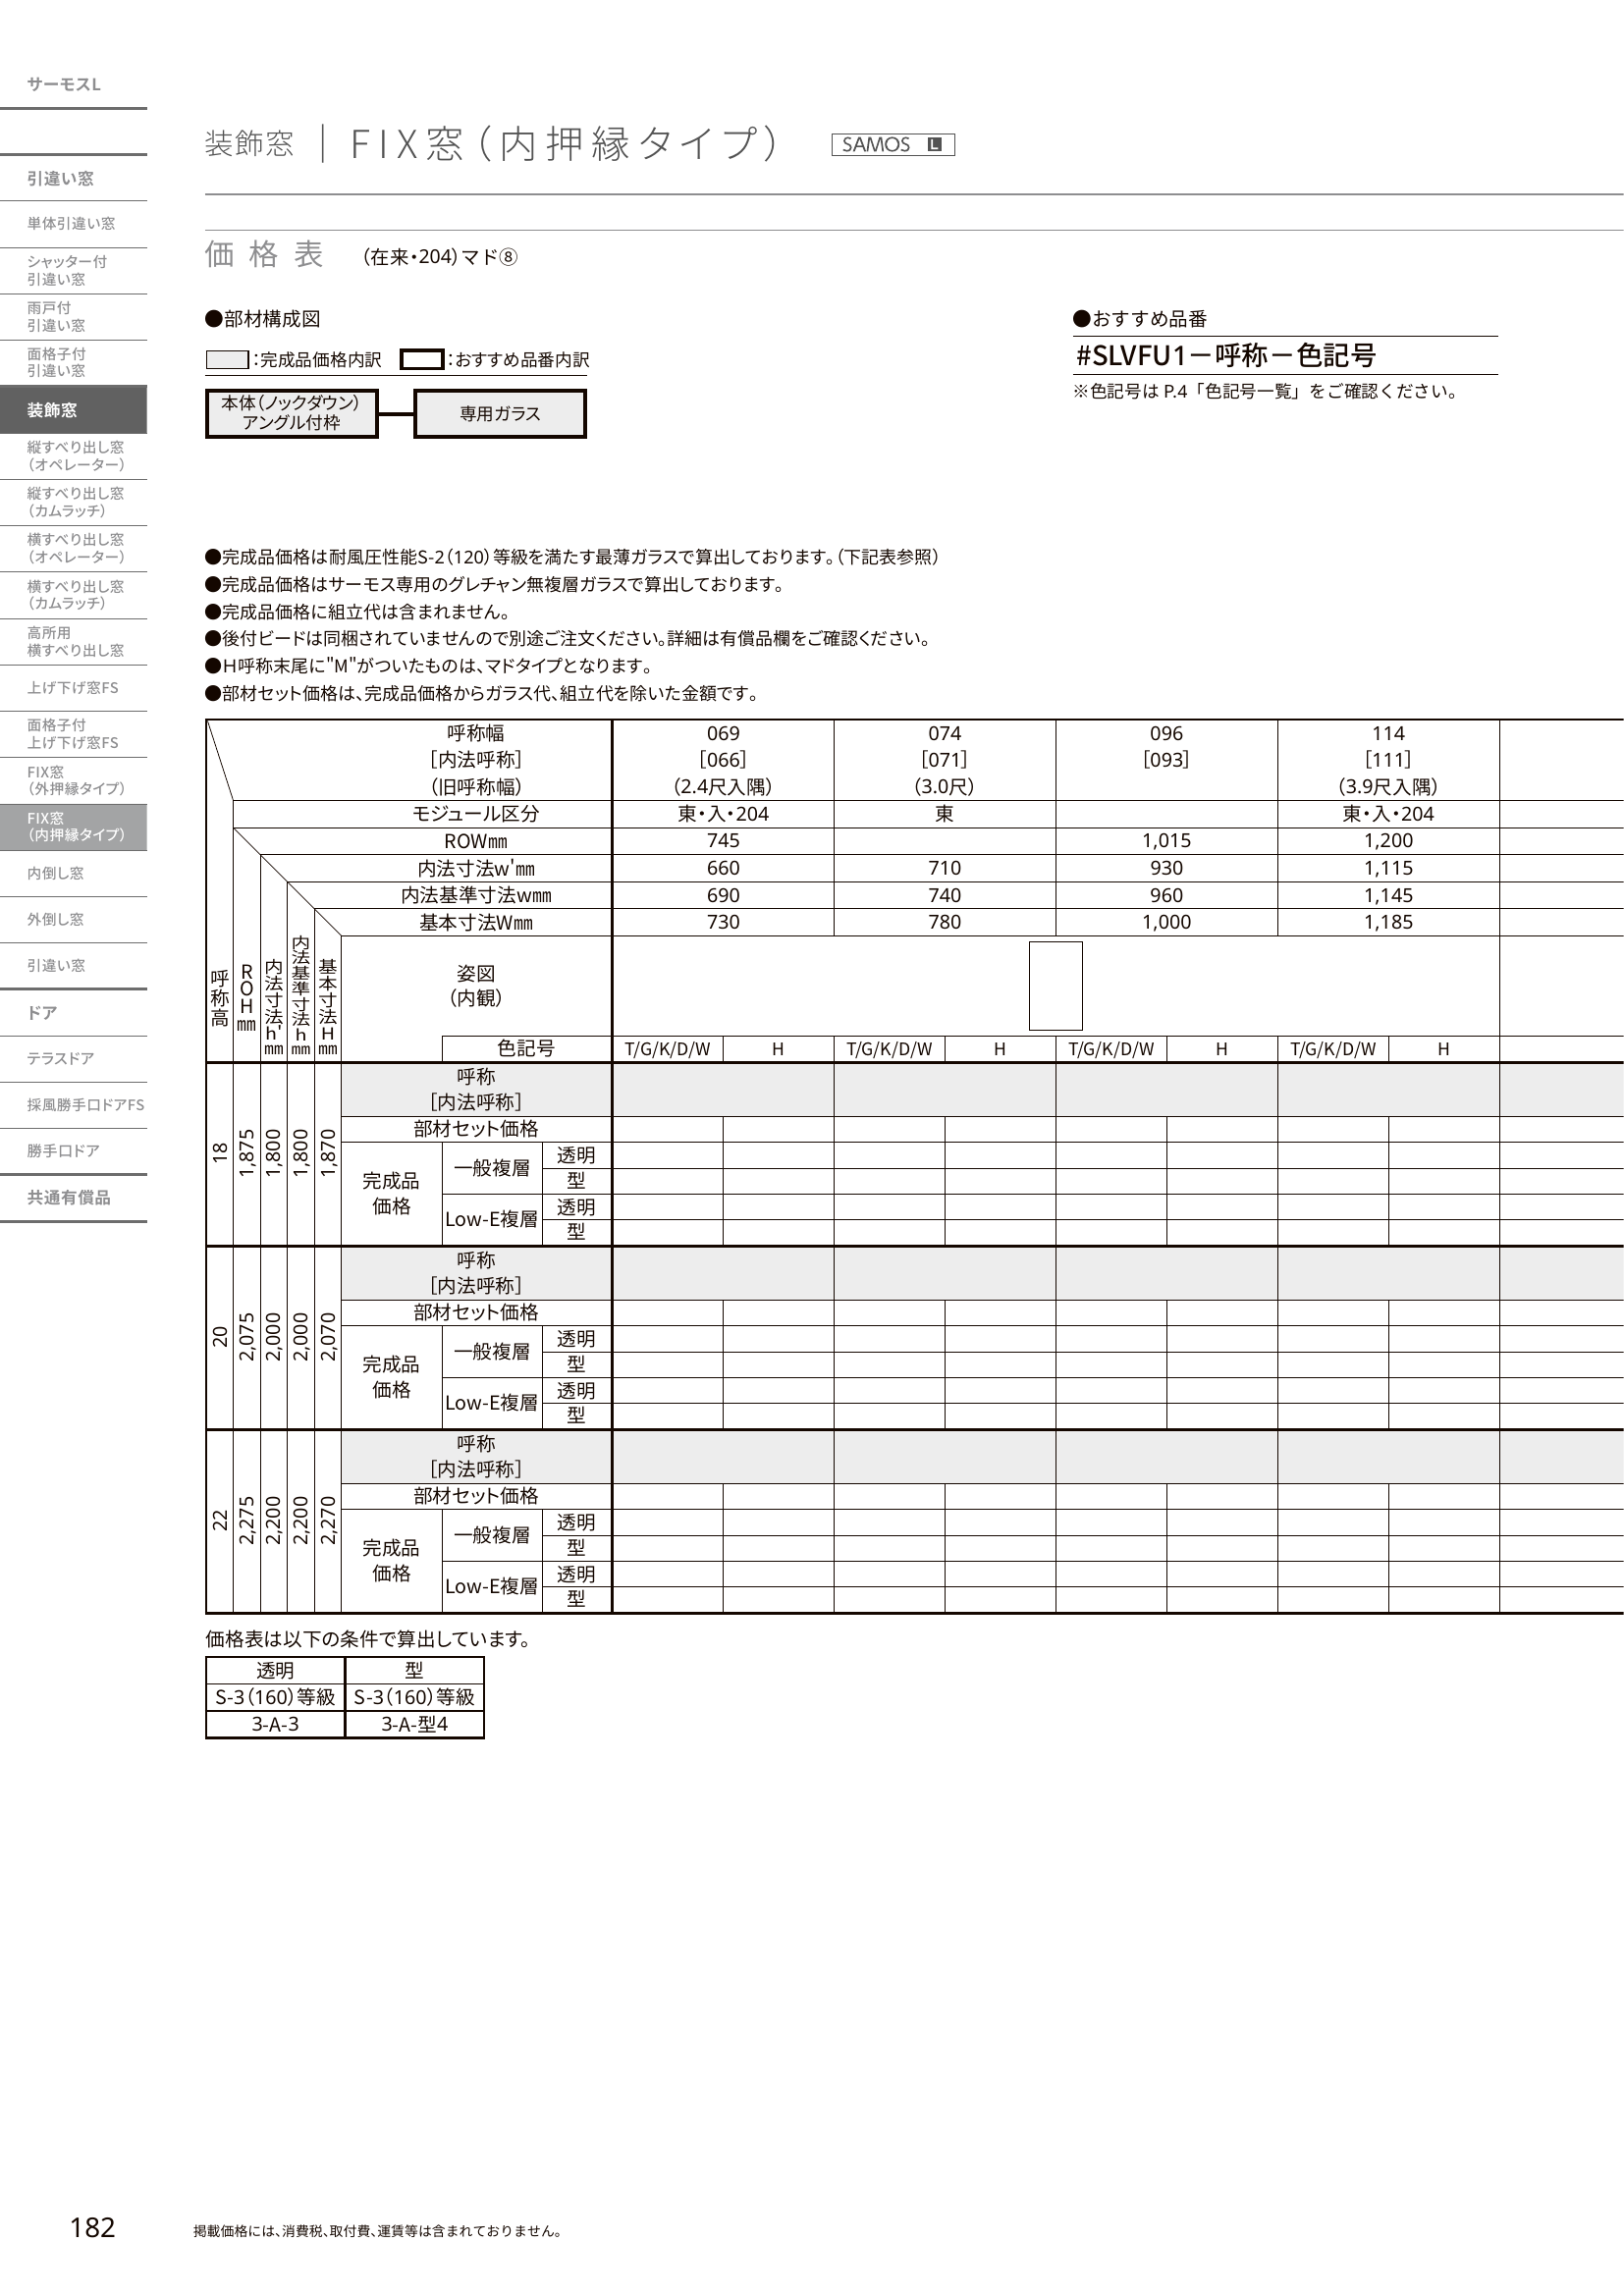 サーモスL
引違い窓
単体引違い窓
シャッター付
引違い窓
雨戸付
引違い窓
面格子付
引違い窓
装飾窓
縦すべり出し窓
（オペレーター）
縦すべり出し窓
（カムラッチ）
横すべり出し窓
（オペレーター）
横すべり出し窓
（カムラッチ）
高所用
横すべり出し窓
上げ下げ窓FS
面格子付
上げ下げ窓FS
FIX窓
（外押縁タイプ）
FIX窓
（内押縁タイプ）
内倒し窓
外倒し窓
引違い窓
ドア
テラスドア
採風勝手口ドアFS
勝手口ドア
共通有償品
装飾窓｜FIX窓（内押縁タイプ） SAMOS L
価格表 （在来・204）マド⑧
●部材構成図
：完成品価格内訳 ：おすすめ品番内訳
本体（ノックダウン）
アングル付枠
専用ガラス
●おすすめ品番
#SLVFU1－呼称－色記号
※色記号は P.4「色記号一覧」をご確認ください。
●完成品価格は耐風圧性能S-2（120）等級を満たす最薄ガラスで算出しております。（下記表参照）
●完成品価格はサーモス専用のグレチャン無複層ガラスで算出しております。
●完成品価格に組立代は含まれません。
●後付ビードは同梱されていませんので別途ご注文ください。詳細は有償品欄をご確認ください。
●H呼称末尾に"M"がついたものは、マドタイプとなります。
●部材セット価格は、完成品価格からガラス代、組立代を除いた金額です。
呼称幅 069 074 096 114
［内法呼称］ ［066］ ［071］ ［093］ ［111］
（旧呼称幅） （2.4尺入隅） （3.0尺） （3.9尺入隅）
モジュール区分 東・入・204 東 東・入・204
ROW㎜ 745 1,015 1,200
内法寸法w'㎜ 660 710 930 1,115
内法基準寸法w㎜ 690 740 960 1,145
基本寸法W㎜ 730 780 1,000 1,185
呼称高
ROH㎜
内法寸法h'㎜
内法基準寸法h㎜
基本寸法H㎜
姿図
（内観）
色記号 T/G/K/D/W H T/G/K/D/W H T/G/K/D/W H T/G/K/D/W H
18 1,875 1,800 1,800 1,870
呼称
［内法呼称］
部材セット価格
完成品
価格
一般複層
透明
型
Low-E複層
透明
型
20 2,075 2,000 2,000 2,070
呼称
［内法呼称］
部材セット価格
完成品
価格
一般複層
透明
型
Low-E複層
透明
型
22 2,275 2,200 2,200 2,270
呼称
［内法呼称］
部材セット価格
完成品
価格
一般複層
透明
型
Low-E複層
透明
型
価格表は以下の条件で算出しています。
透明 型
S-3（160）等級 S-3（160）等級
3-A-3 3-A-型4
182 掲載価格には、消費税、取付費、運賃等は含まれておりません。